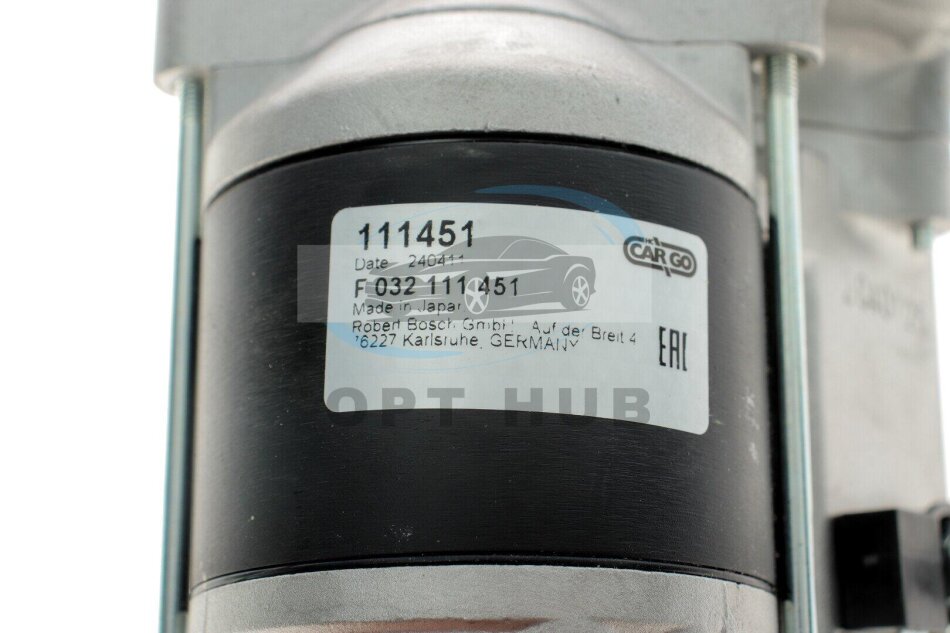 111451
HC
CARGO
Date 240411
F 032 111 451
Made in Japan
Robert Bosch GmbH, Auf der Breit 4
76227 Karlsruhe, GERMANY
EAC
OPT HUB